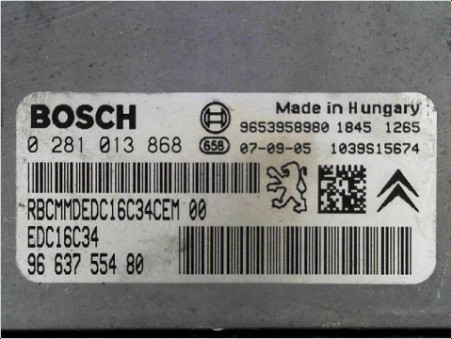 BOSCH
Made in Hungary
9653958980 1845 1265
0 281 013 868
658
07-09-05 1039S15674
RBCMMDEDC16C34CEM 00
EDC16C34
96 637 554 80